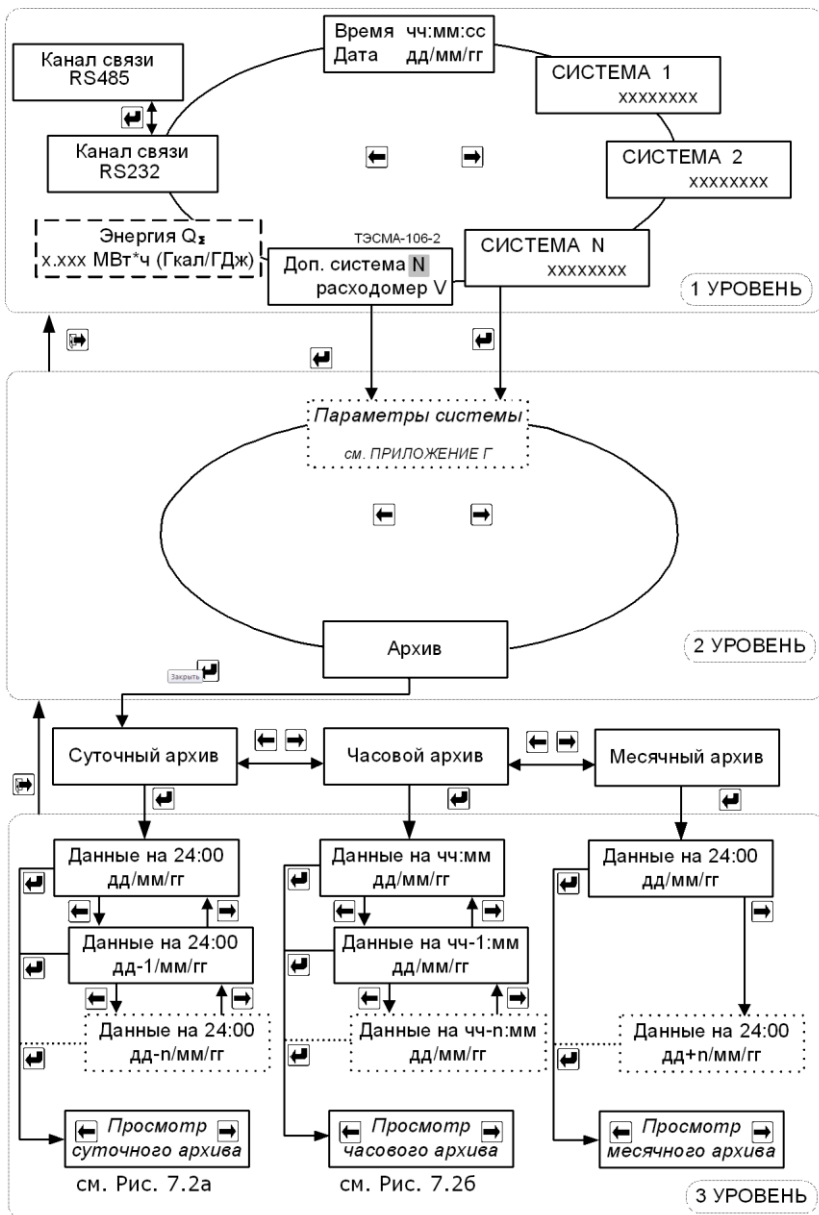 Время чч:мм:сс
Дата дд/мм/гг
Канал связи
RS485
СИСТЕМА 1
xxxxxxxx
Канал связи
RS232
СИСТЕМА 2
xxxxxxxx
Энергия QΣ
x.xxx МВт*ч (Гкал/ГДж)
ТЭСМА-106-2
Доп. система N
расходомер V
СИСТЕМА N
xxxxxxxx
1 УРОВЕНЬ
Параметры системы
см. ПРИЛОЖЕНИЕ Г
Архив
2 УРОВЕНЬ
Закрыть
Суточный архив
Часовой архив
Месячный архив
Данные на 24:00
дд/мм/гг
Данные на чч:мм
дд/мм/гг
Данные на 24:00
дд/мм/гг
Данные на 24:00
дд-1/мм/гг
Данные на чч-1:мм
дд/мм/гг
Данные на 24:00
дд-n/мм/гг
Данные на чч-n:мм
дд/мм/гг
Данные на 24:00
дд+n/мм/гг
Просмотр
суточного архива
Просмотр
часового архива
Просмотр
месячного архива
см. Рис. 7.2а
см. Рис. 7.2б
3 УРОВЕНЬ